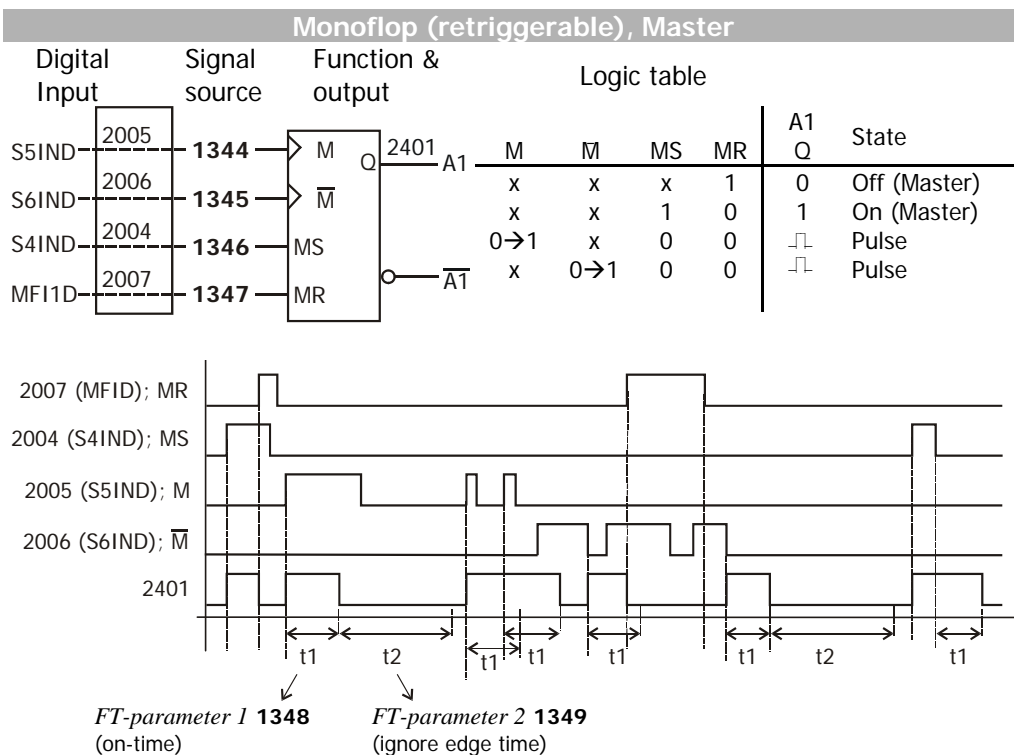 Monoflop (retriggerable), Master
Digital Input
Signal source
Function & output
Logic table
S5IND 2005 1344 M Q 2401 A1
S6IND 2006 1345 M̅
S4IND 2004 1346 MS
MFI1D 2007 1347 MR A̅1̅
M M̅ MS MR A1 Q State
x x x 1 0 Off (Master)
x x 1 0 1 On (Master)
0→1 x 0 0 Pulse
x 0→1 0 0 Pulse
2007 (MFID); MR
2004 (S4IND); MS
2005 (S5IND); M
2006 (S6IND); M̅
2401
t1 t2 t1 t1 t1 t1 t2 t1
FT-parameter 1 1348
(on-time)
FT-parameter 2 1349
(ignore edge time)